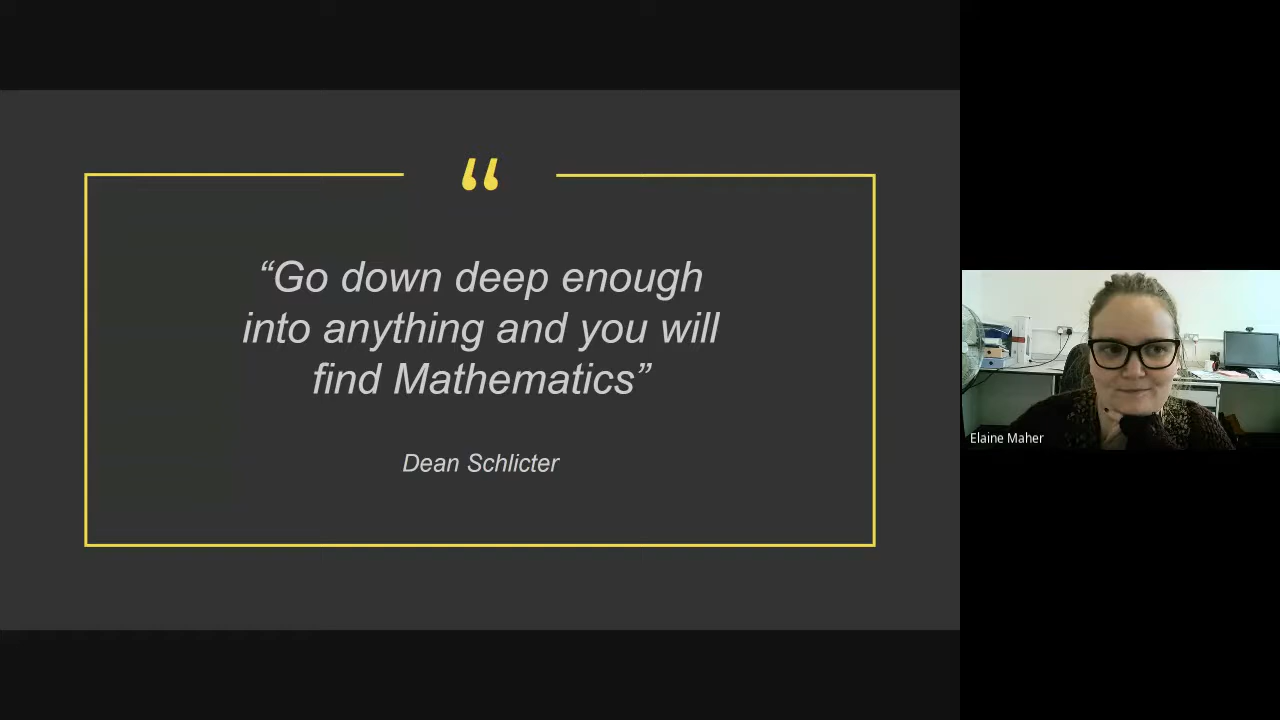 “
“Go down deep enough
into anything and you will
find Mathematics”
Dean Schlicter
Elaine Maher